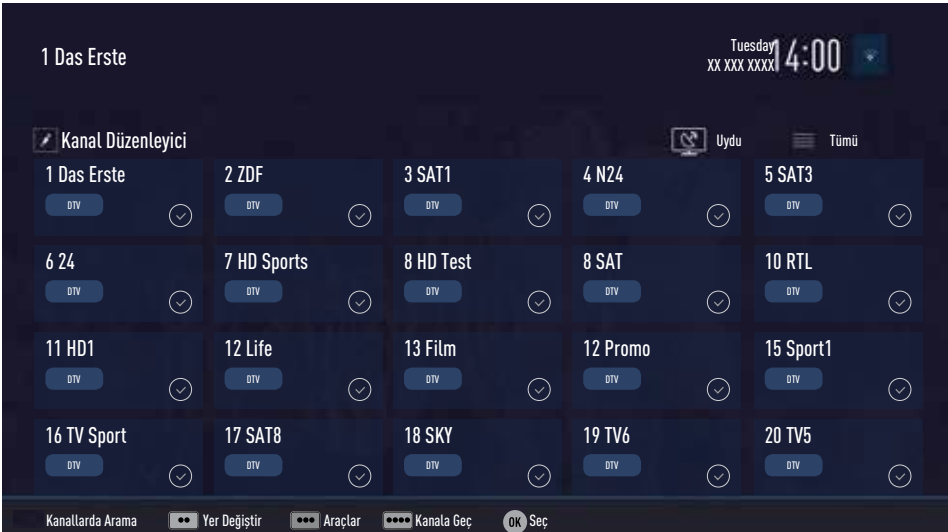 1 Das Erste
Tuesday
XX XXX XXXX
14:00
Kanal Düzenleyici
Uydu
Tümü
1 Das Erste
2 ZDF
3 SAT1
4 N24
5 SAT3
DTV
DTV
DTV
DTV
DTV
6 24
7 HD Sports
8 HD Test
8 SAT
10 RTL
DTV
DTV
DTV
DTV
DTV
11 HD1
12 Life
13 Film
12 Promo
15 Sport1
DTV
DTV
DTV
DTV
DTV
16 TV Sport
17 SAT8
18 SKY
19 TV6
20 TV5
DTV
DTV
DTV
DTV
DTV
Kanallarda Arama
Yer Değiştir
Araçlar
Kanala Geç
OK Seç